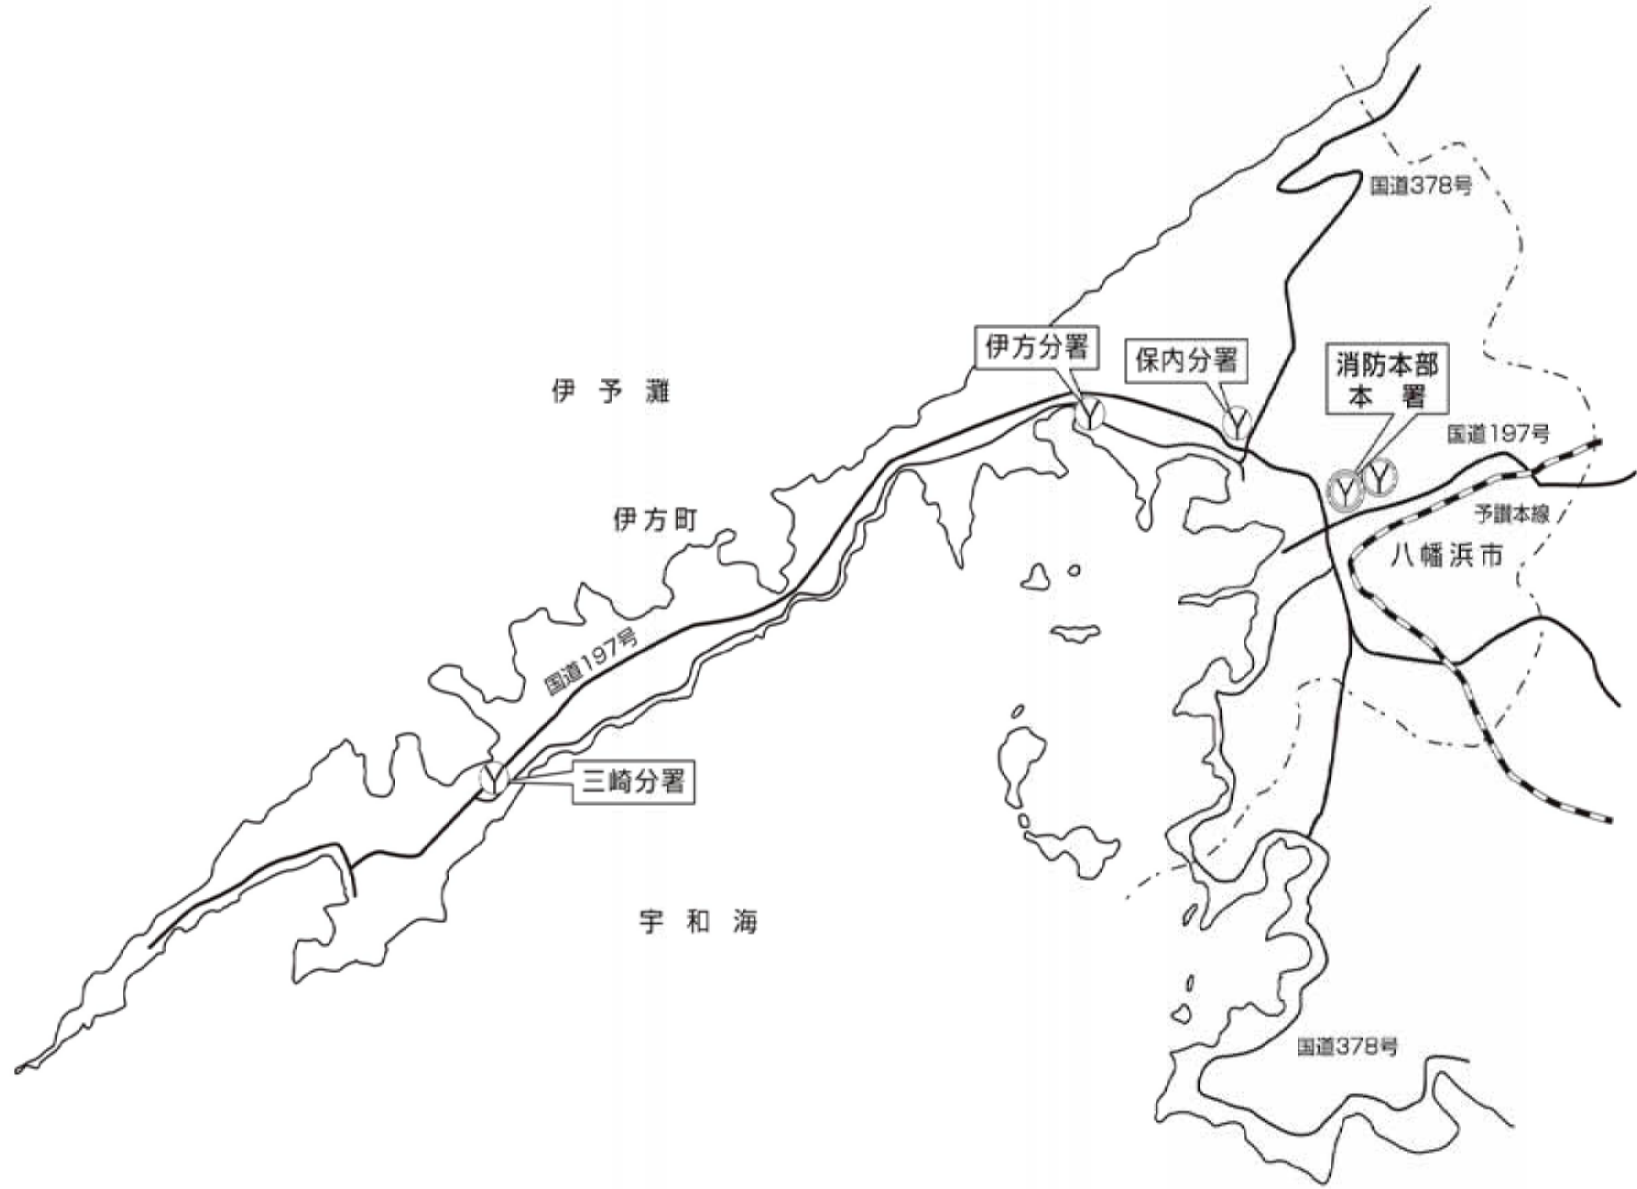 国道378号
伊方分署
保内分署
消防本部
本 署
伊 予 灘
国道197号
伊方町
予讃本線
八幡浜市
国道197号
三崎分署
宇 和 海
国道378号